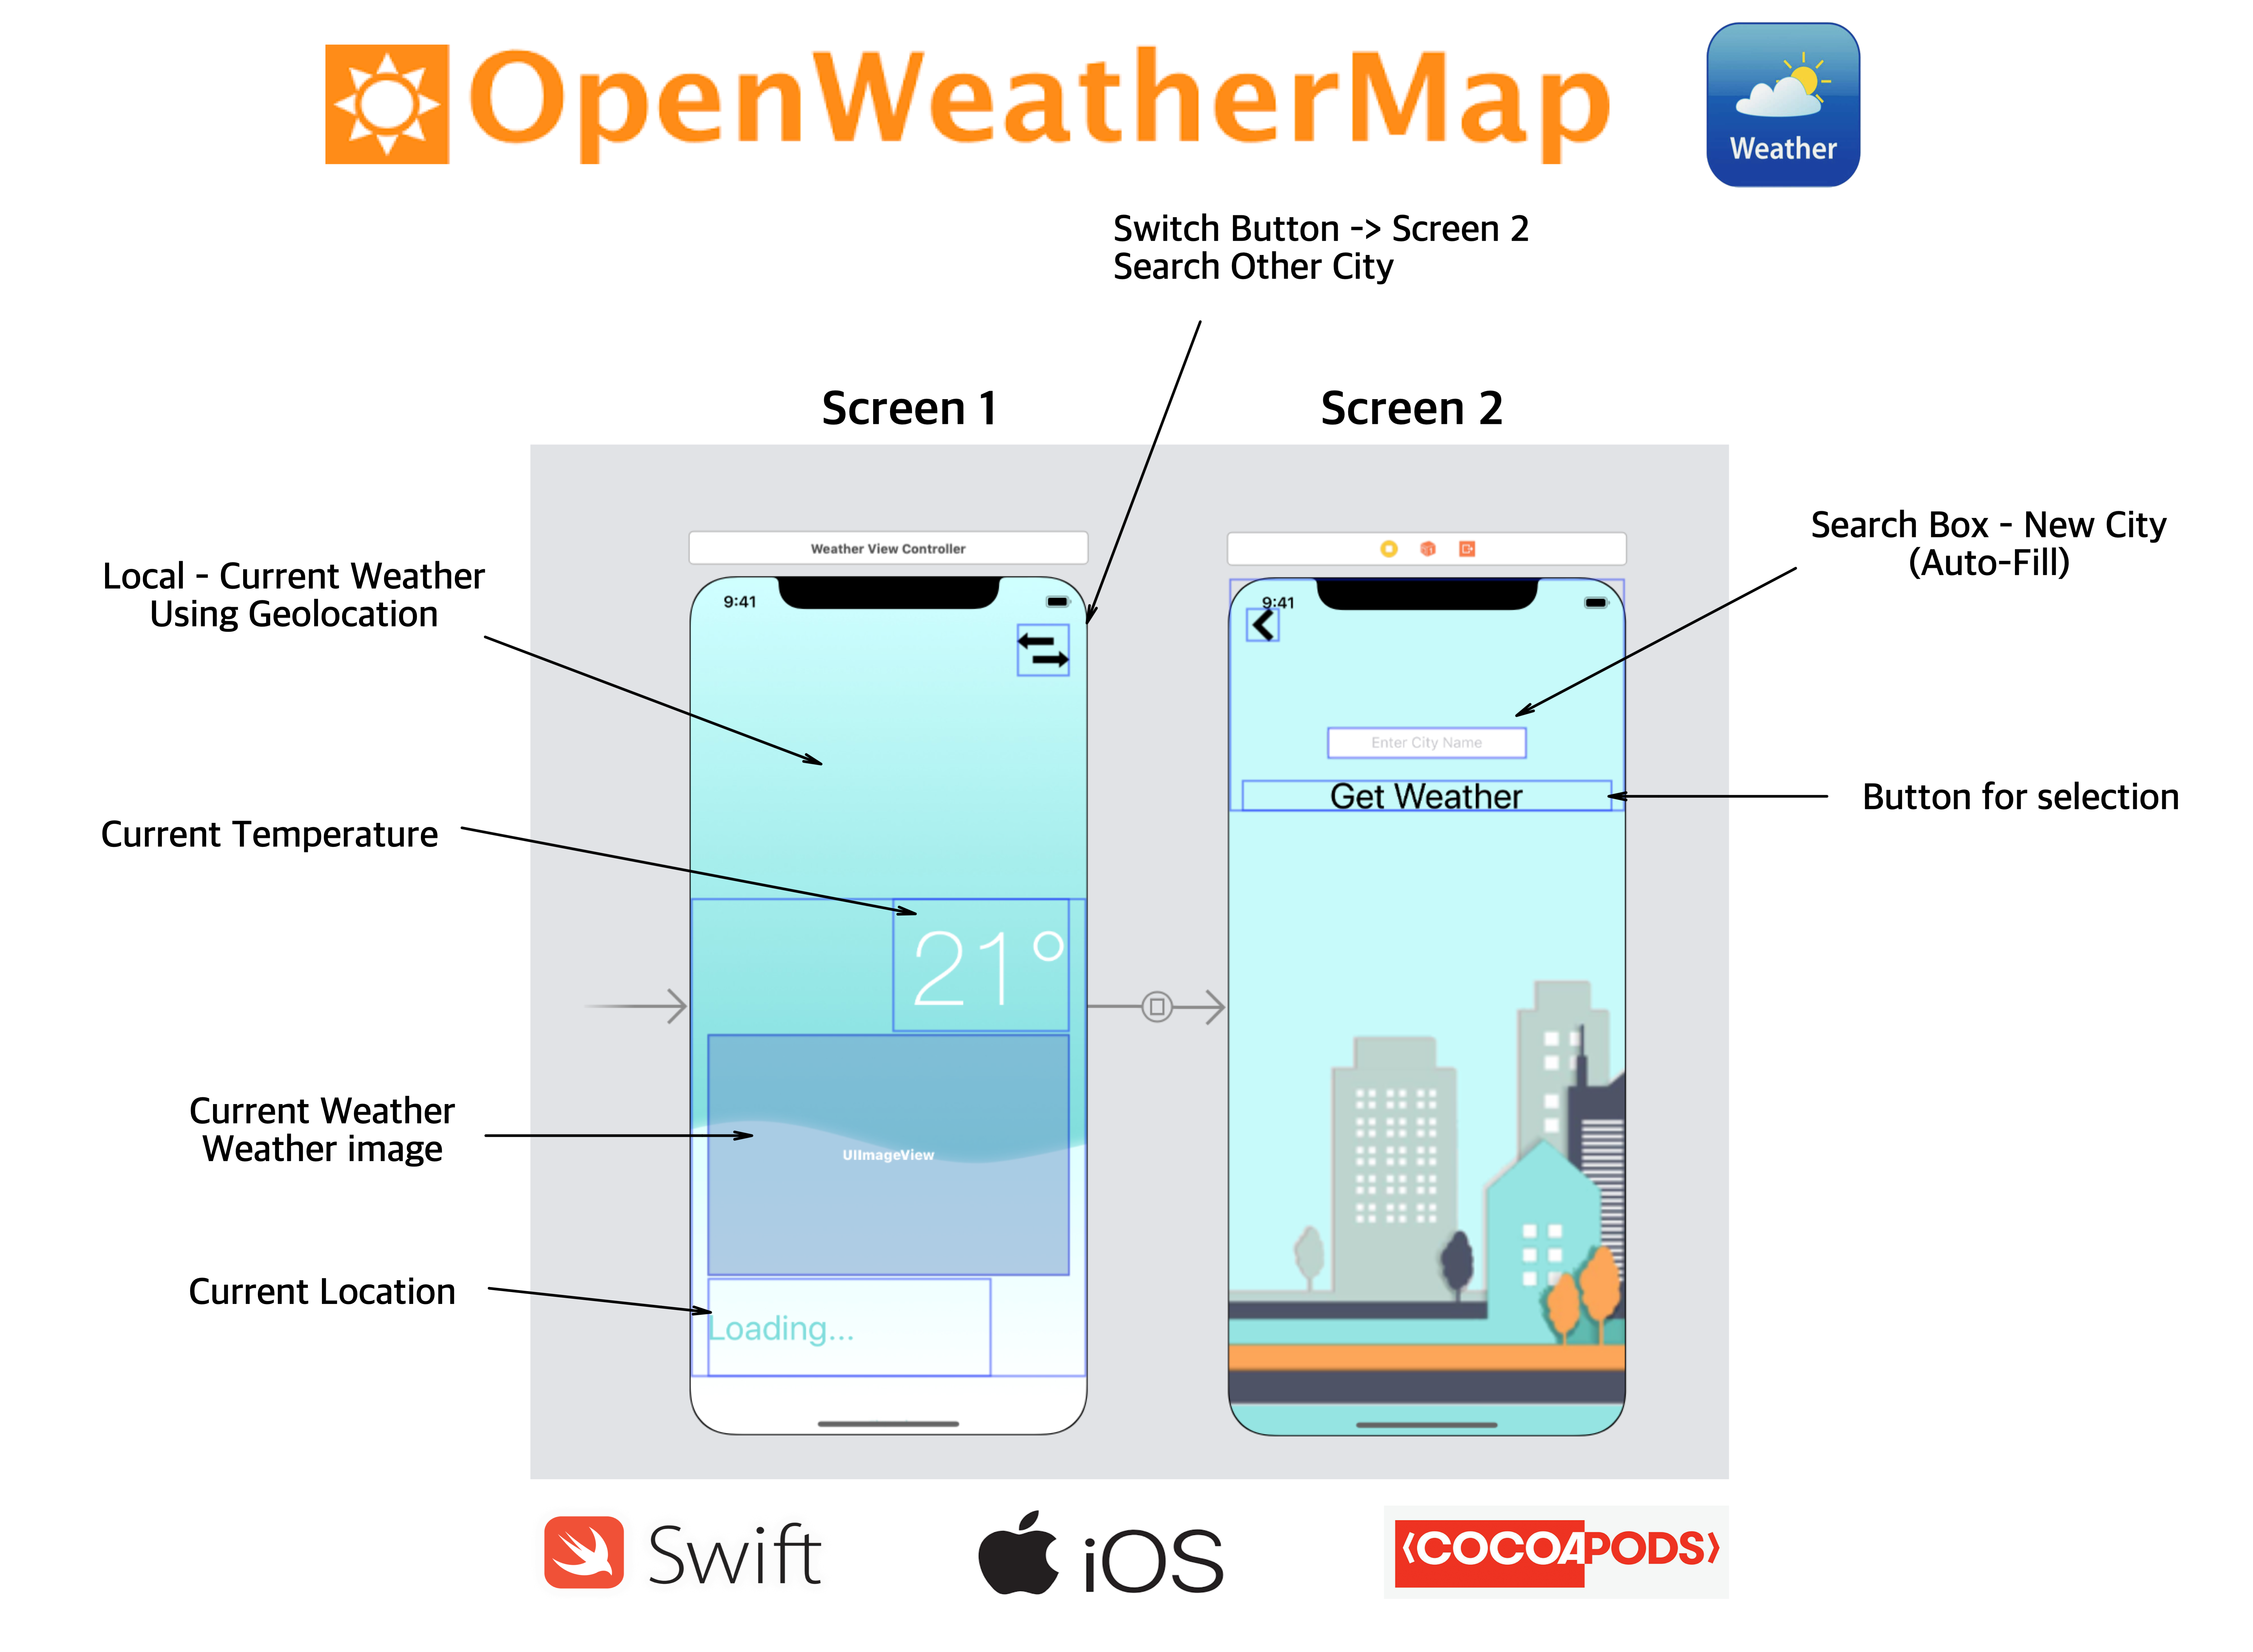 OpenWeatherMap
Weather
Switch Button -> Screen 2
Search Other City
Screen 1
Screen 2
Weather View Controller
Search Box - New City
(Auto-Fill)
Local - Current Weather
Using Geolocation
9:41
9:41
Enter City Name
Get Weather
Button for selection
Current Temperature
21°
Current Weather
Weather image
UIImageView
Current Location
Loading...
Swift
iOS
COCOAPODS